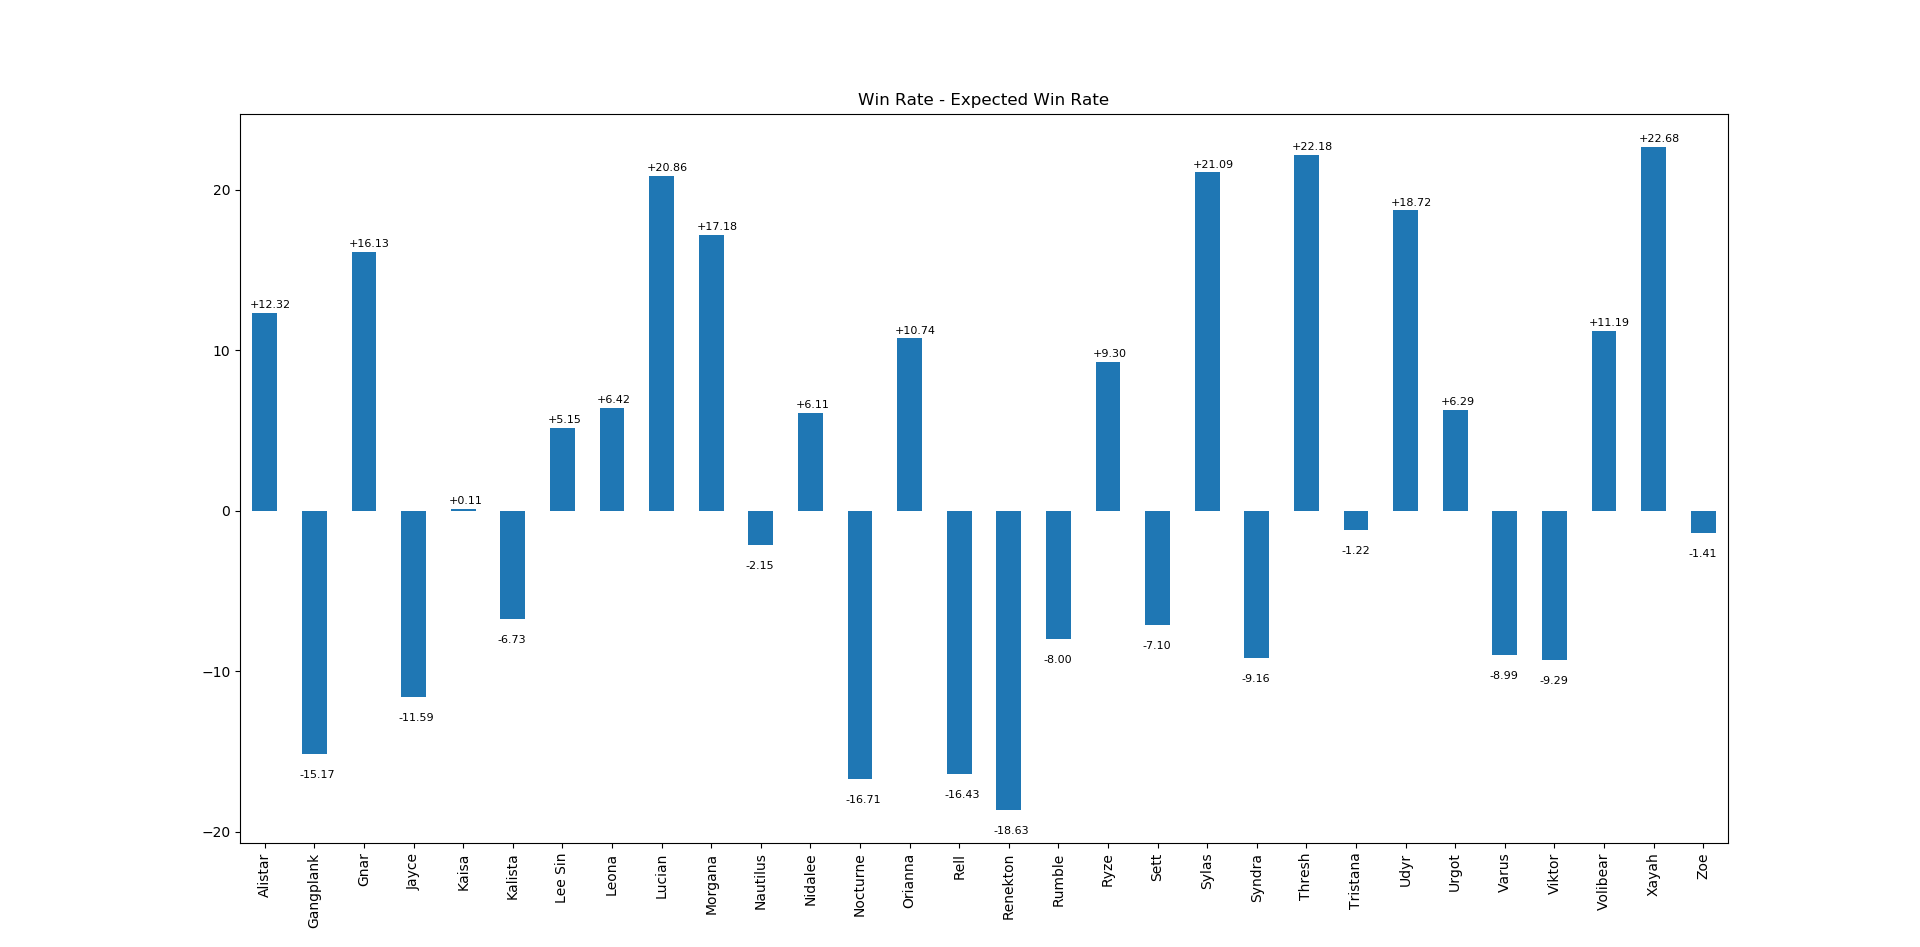 Win Rate - Expected Win Rate
+22.68
+22.18
+21.09
+20.86
20
+18.72
+17.18
+16.13
+11.19
+10.74
+12.32
10
+9.30
+6.42
+6.29
+6.11
+5.15
+0.11
0
-1.22
-1.41
-2.15
-6.73
-7.10
-8.00
-10
-8.99
-9.16
-9.29
-11.59
-15.17
-16.43
-16.71
-18.63
-20
Alistar
Gangplank
Gnar
Jayce
Kaisa
Kalista
Lee Sin
Leona
Lucian
Morgana
Nautilus
Nidalee
Nocturne
Orianna
Rell
Renekton
Rumble
Ryze
Sett
Sylas
Syndra
Thresh
Tristana
Udyr
Urgot
Varus
Viktor
Volibear
Xayah
Zoe